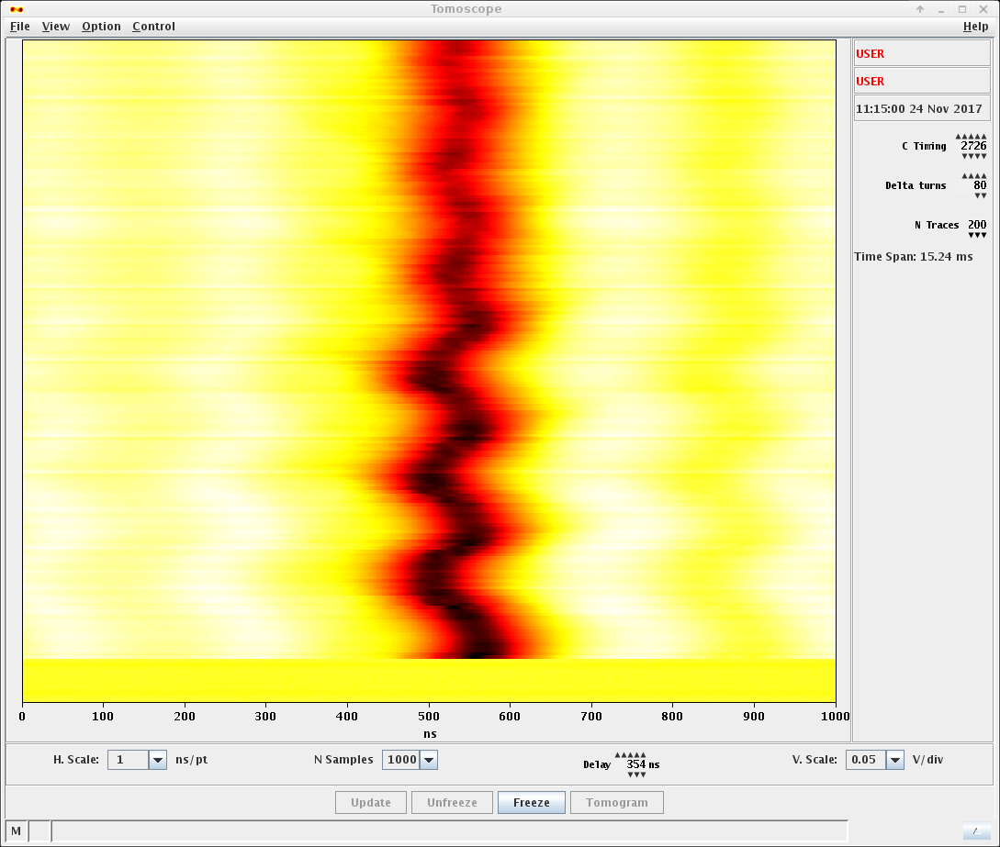 Tomoscope
File View Option Control Help
USER
USER
11:15:00 24 Nov 2017
C Timing 2726
Delta turns 80
N Traces 200
Time Span: 15.24 ms
0 100 200 300 400 500 600 700 800 900 1000
ns
H. Scale: 1 ns/pt N Samples 1000 Delay 354 ns V. Scale: 0.05 V/div
Update Unfreeze Freeze Tomogram
M